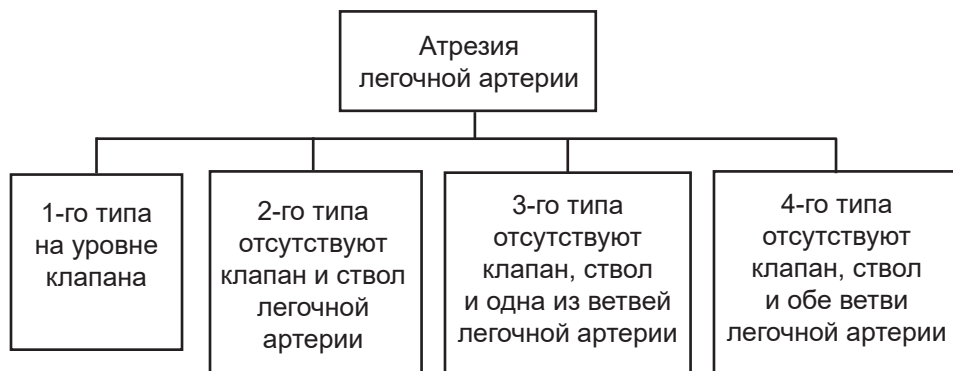 Атрезия
легочной артерии
1-го типа
на уровне
клапана
2-го типа
отсутствуют
клапан и ствол
легочной
артерии
3-го типа
отсутствуют
клапан, ствол
и одна из ветвей
легочной артерии
4-го типа
отсутствуют
клапан, ствол
и обе ветви
легочной артерии